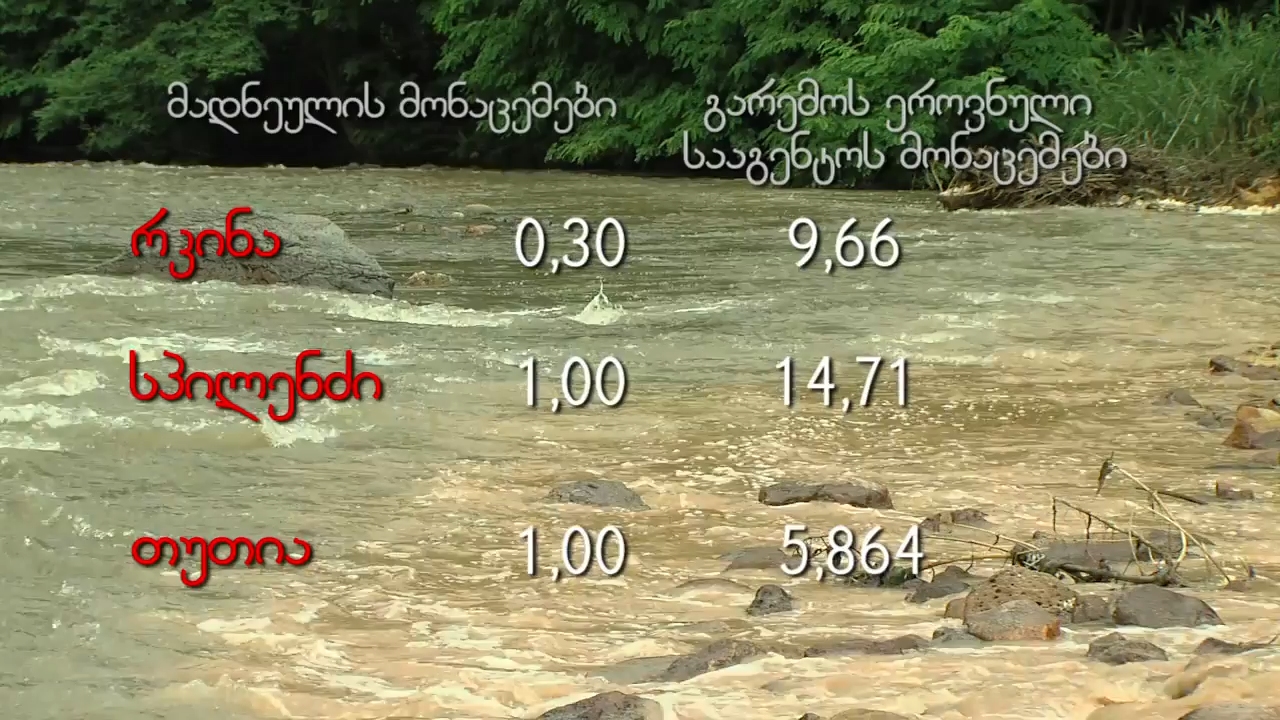 მადნეულის მონაცემები
გარემოს ეროვნული
სააგენტოს მონაცემები
რკინა 0,30 9,66
სპილენძი 1,00 14,71
თუთია 1,00 5,864